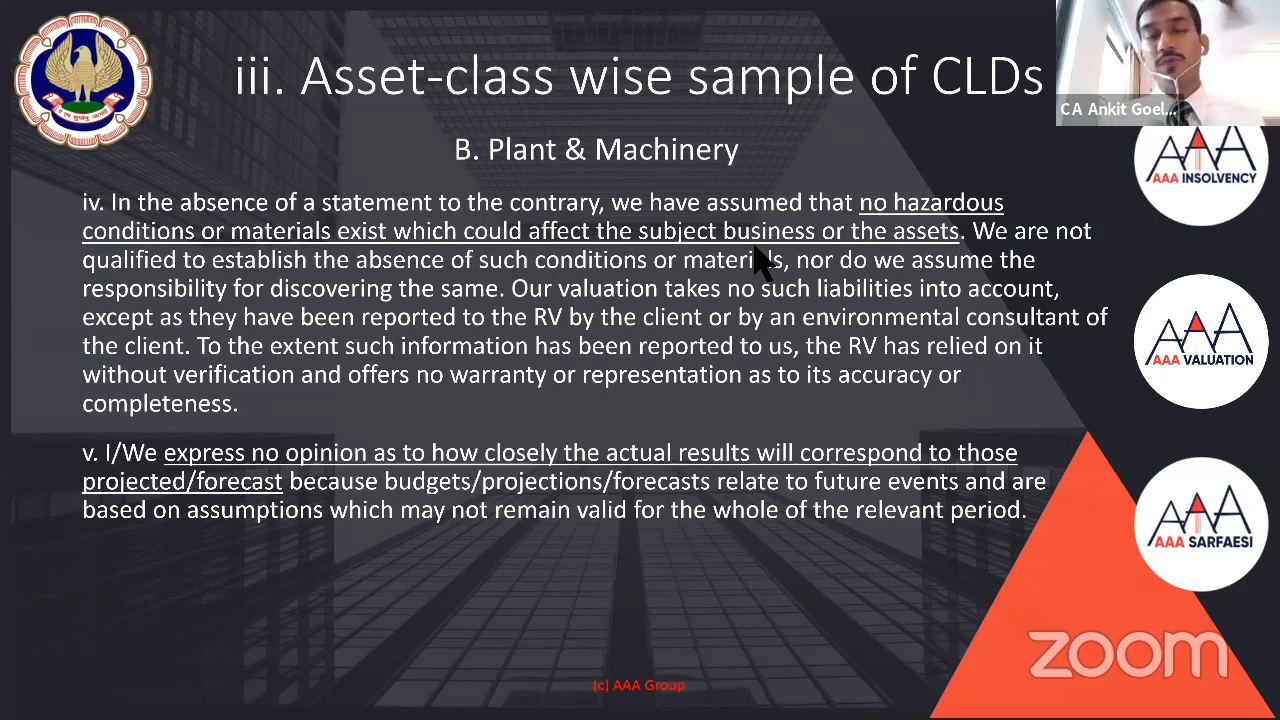 iii. Asset-class wise sample of CLDs
CA Ankit Goel...
B. Plant & Machinery
AAA INSOLVENCY
iv. In the absence of a statement to the contrary, we have assumed that no hazardous
conditions or materials exist which could affect the subject business or the assets. We are not
qualified to establish the absence of such conditions or materials, nor do we assume the
responsibility for discovering the same. Our valuation takes no such liabilities into account,
except as they have been reported to the RV by the client or by an environmental consultant of
the client. To the extent such information has been reported to us, the RV has relied on it
without verification and offers no warranty or representation as to its accuracy or
completeness.
AAA VALUATION
v. I/We express no opinion as to how closely the actual results will correspond to those
projected/forecast because budgets/projections/forecasts relate to future events and are
based on assumptions which may not remain valid for the whole of the relevant period.
AAA SARFAESI
zoom
(c) AAA Group